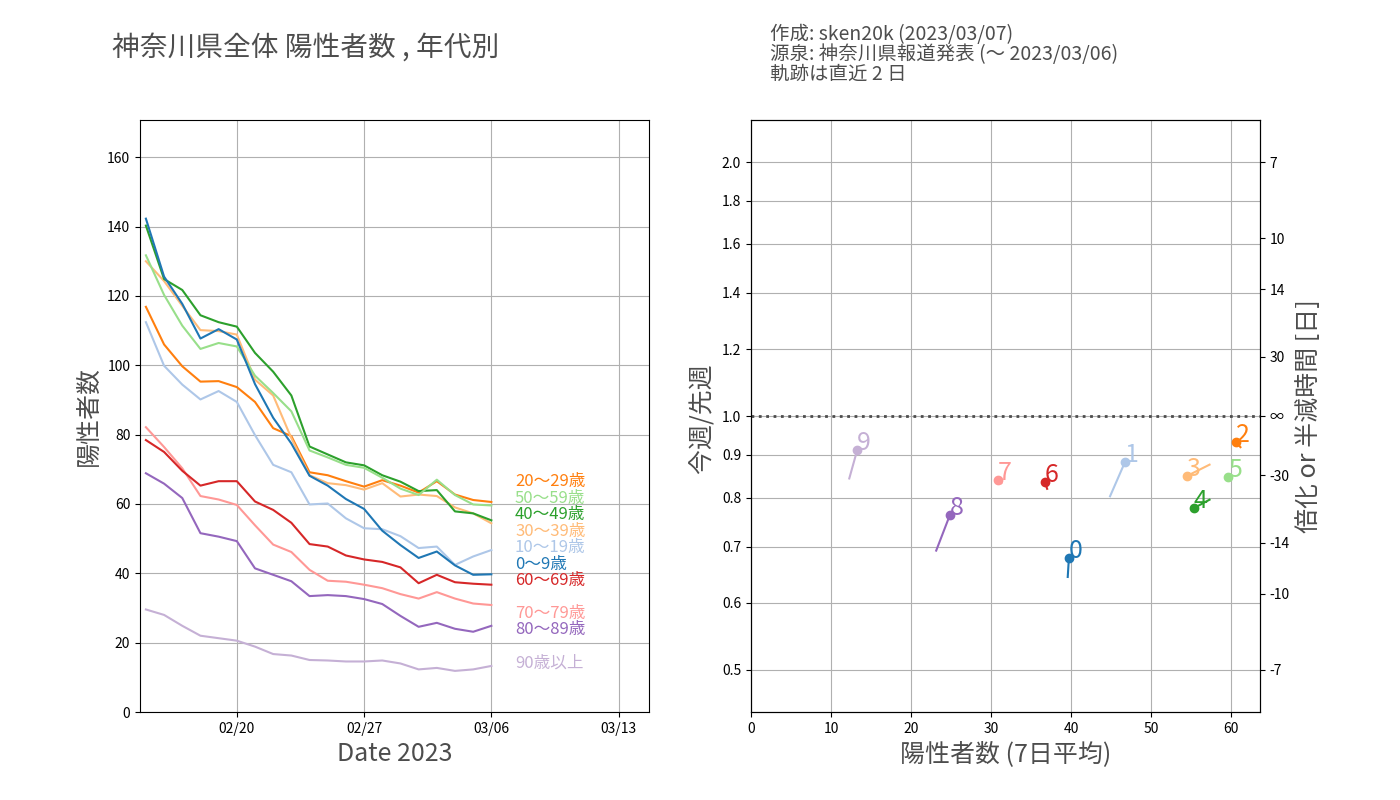 神奈川県全体 陽性者数 , 年代別
作成: sken20k (2023/03/07)
源泉: 神奈川県報道発表 (～ 2023/03/06)
軌跡は直近 2 日
陽性者数
160
140
120
100
80
60
40
20
0
02/20
02/27
03/06
03/13
Date 2023
20～29歳
50～59歳
40～49歳
30～39歳
10～19歳
0～9歳
60～69歳
70～79歳
80～89歳
90歳以上
今週/先週
2.0
1.8
1.6
1.4
1.2
1.0
0.9
0.8
0.7
0.6
0.5
0
10
20
30
40
50
60
陽性者数 (7日平均)
7
10
14
30
∞
-30
-14
-10
-7
倍化 or 半減時間 [日]
9
8
7
6
0
1
3
4
2
5